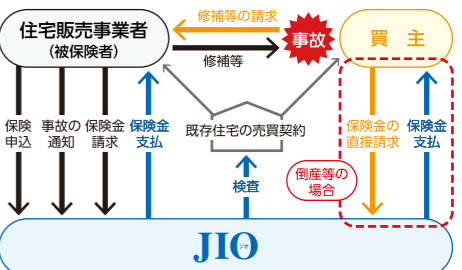 住宅販売事業者
（被保険者）
修補等の請求
修補等
事故
買 主
保険
申込
事故の
通知
保険金
請求
保険金
支払
既存住宅の売買契約
検査
保険金の
直接請求
保険金
支払
倒産等の
場合
JIO
ジオ